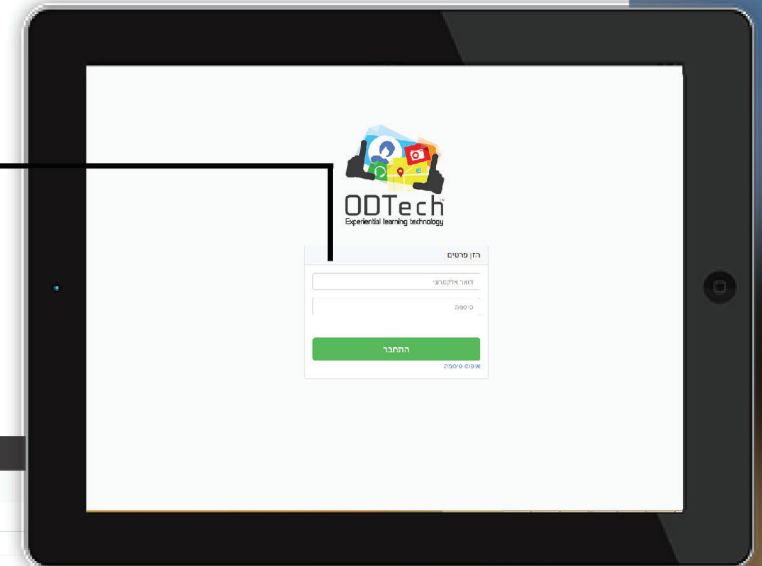 ODTech
Experiential learning technology
הזן פרטים
דואר אלקטרוני
סיסמה
התחבר
איפוס סיסמה